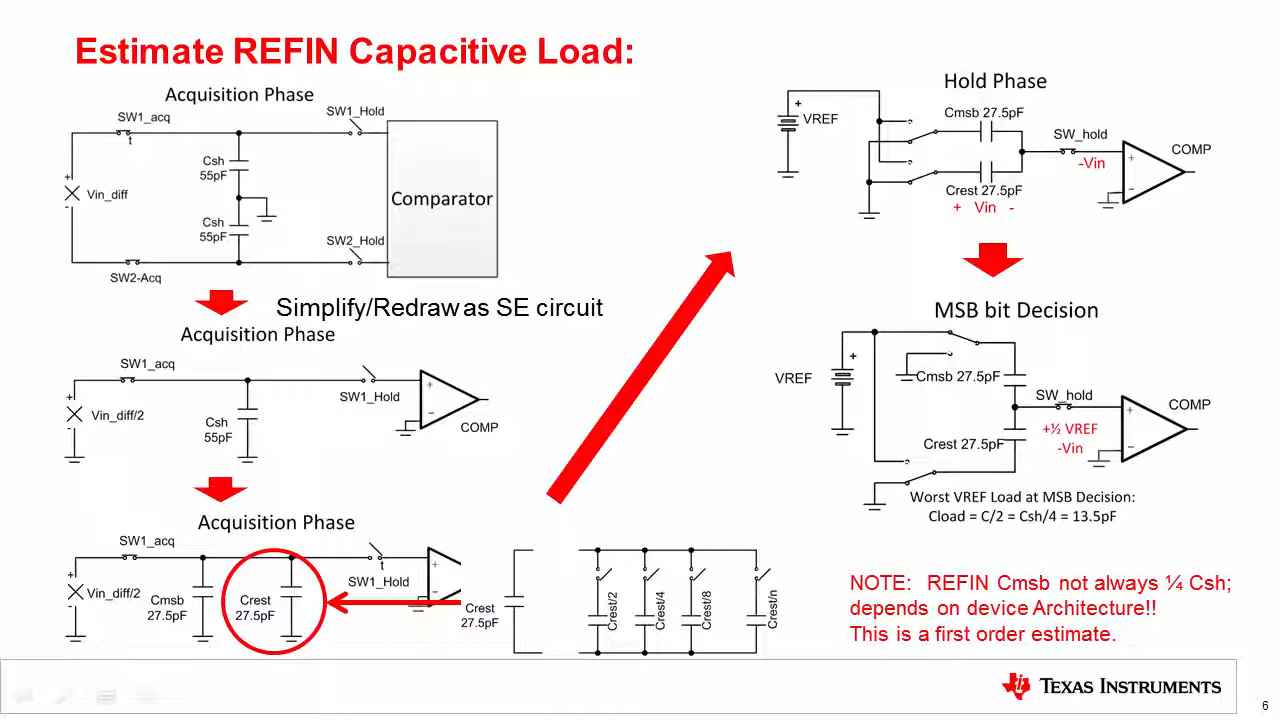 Estimate REFIN Capacitive Load:
Acquisition Phase
SW1_acq
t
SW1_Hold
Csh
55pF
+
Vin_diff
-
Comparator
Csh
55pF
SW2_Hold
SW2-Acq
Simplify/Redraw as SE circuit
Acquisition Phase
SW1_acq
+
Vin_diff/2
-
Csh
55pF
SW1_Hold
+
-
COMP
Acquisition Phase
SW1_acq
t
+
Vin_diff/2
-
Cmsb
27.5pF
Crest
27.5pF
SW1_Hold
+
Crest
27.5pF
Crest/2
Crest/4
Crest/8
Crest/n
Hold Phase
+
VREF
Cmsb 27.5pF
SW_hold
-Vin
COMP
+
-
Crest 27.5pF
+ Vin -
MSB bit Decision
+
VREF
Cmsb 27.5pF
SW_hold
COMP
+
-
+½ VREF
-Vin
Crest 27.5pF
Worst VREF Load at MSB Decision:
Cload = C/2 = Csh/4 = 13.5pF
NOTE: REFIN Cmsb not always ¼ Csh;
depends on device Architecture!!
This is a first order estimate.
TEXAS INSTRUMENTS
6